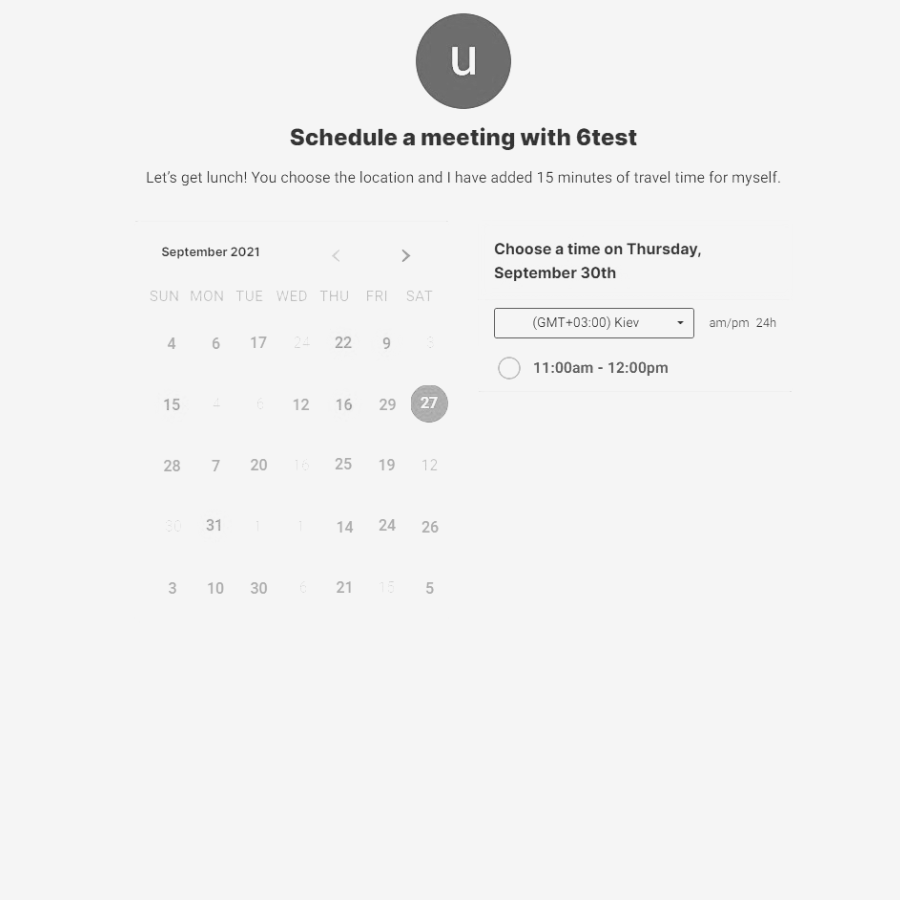 u
Schedule a meeting with 6test
Let's get lunch! You choose the location and I have added 15 minutes of travel time for myself.
September 2021
SUN MON TUE WED THU FRI SAT
4 6 17 24 22 9 3
15 4 6 12 16 29 27
28 7 20 16 25 19 12
30 31 1 1 14 24 26
3 10 30 6 21 15 5
Choose a time on Thursday,
September 30th
(GMT+03:00) Kiev am/pm 24h
11:00am - 12:00pm